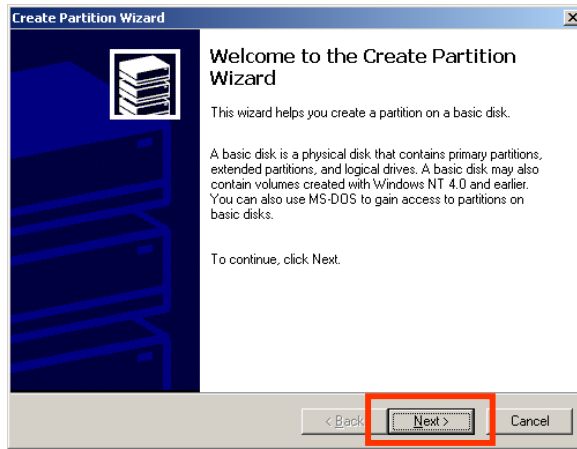 Create Partition Wizard
Welcome to the Create Partition
Wizard
This wizard helps you create a partition on a basic disk.
A basic disk is a physical disk that contains primary partitions,
extended partitions, and logical drives. A basic disk may also
contain volumes created with Windows NT 4.0 and earlier.
You can also use MS-DOS to gain access to partitions on
basic disks.
To continue, click Next.
< Back Next > Cancel